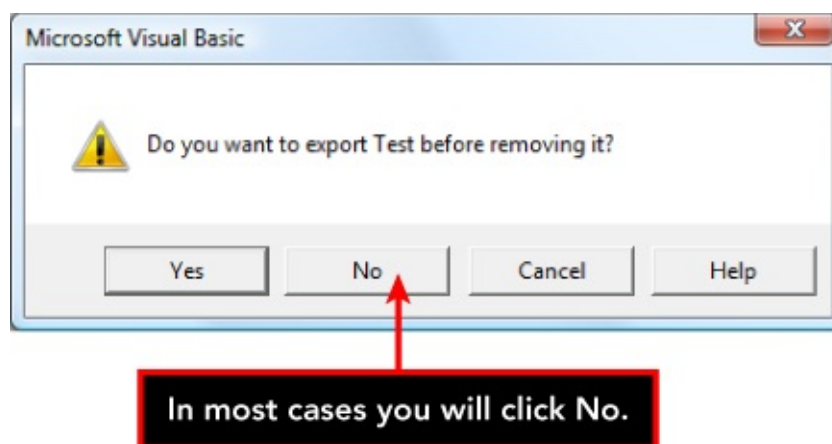 Microsoft Visual Basic
Do you want to export Test before removing it?
Yes No Cancel Help
In most cases you will click No.